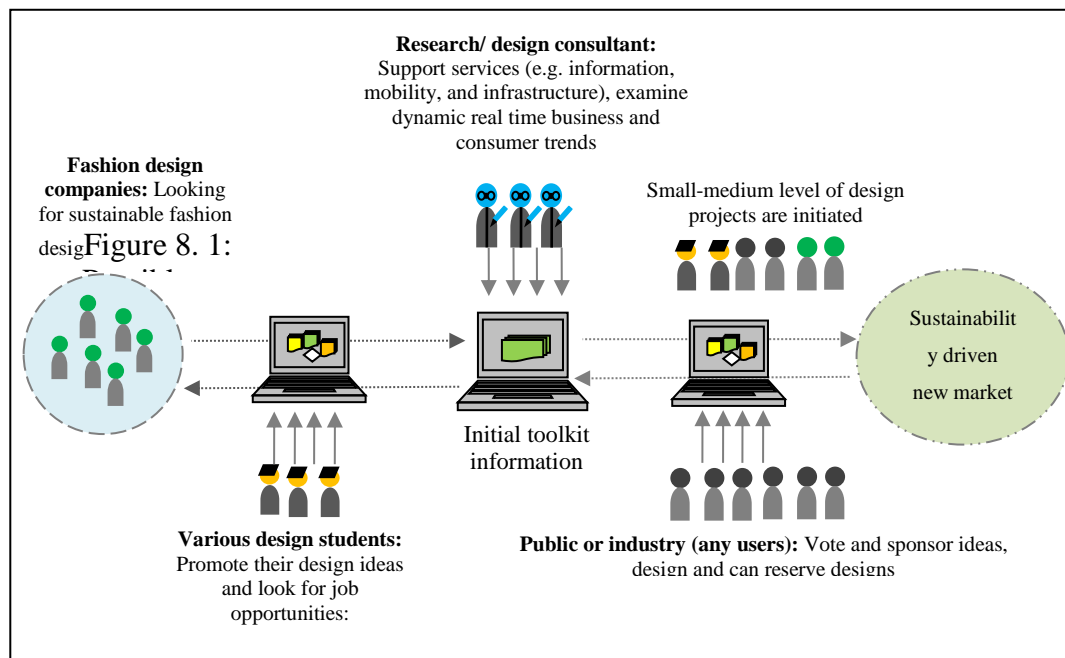 Research/ design consultant:
Support services (e.g. information,
mobility, and infrastructure), examine
dynamic real time business and
consumer trends
Fashion design
companies: Looking
for sustainable fashion
desig
Figure 8. 1:
Small-medium level of design
projects are initiated
Sustainabilit
y driven
new market
Initial toolkit
information
Various design students:
Promote their design ideas
and look for job
opportunities:
Public or industry (any users): Vote and sponsor ideas,
design and can reserve designs